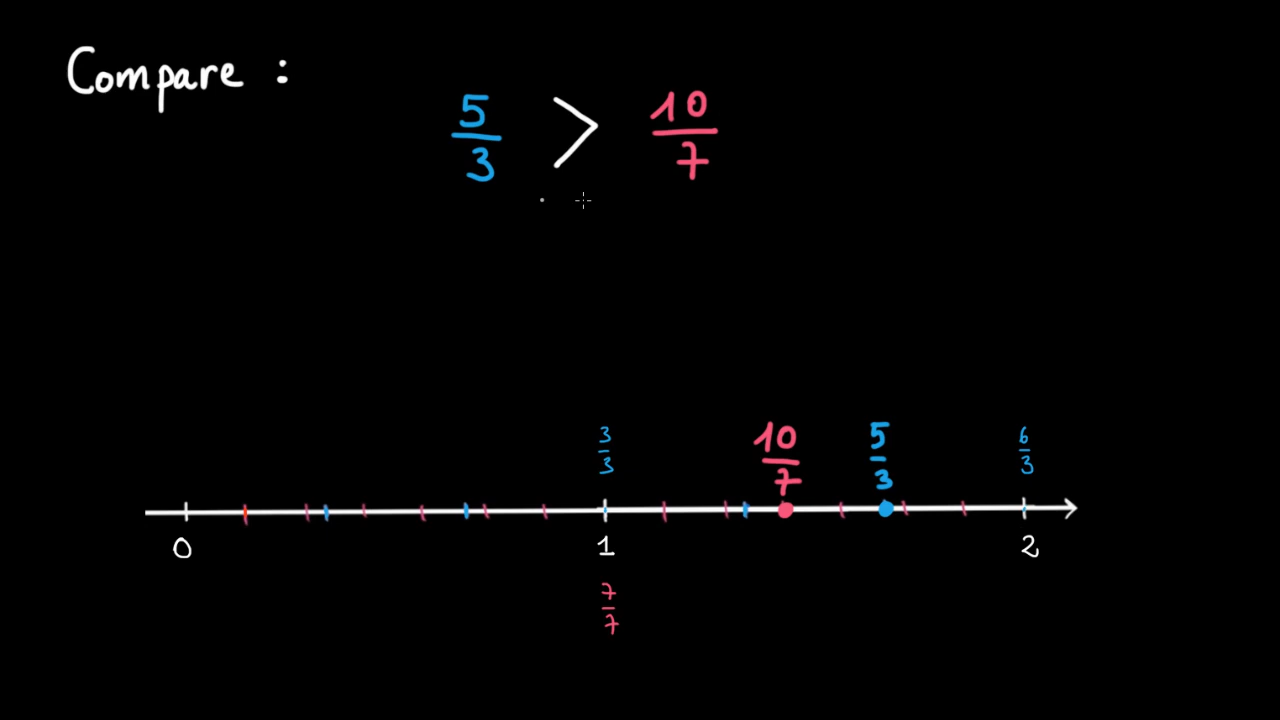 Compare :
5/3 > 10/7
3/3 10/7 5/3 6/3
0 1 2
7/7